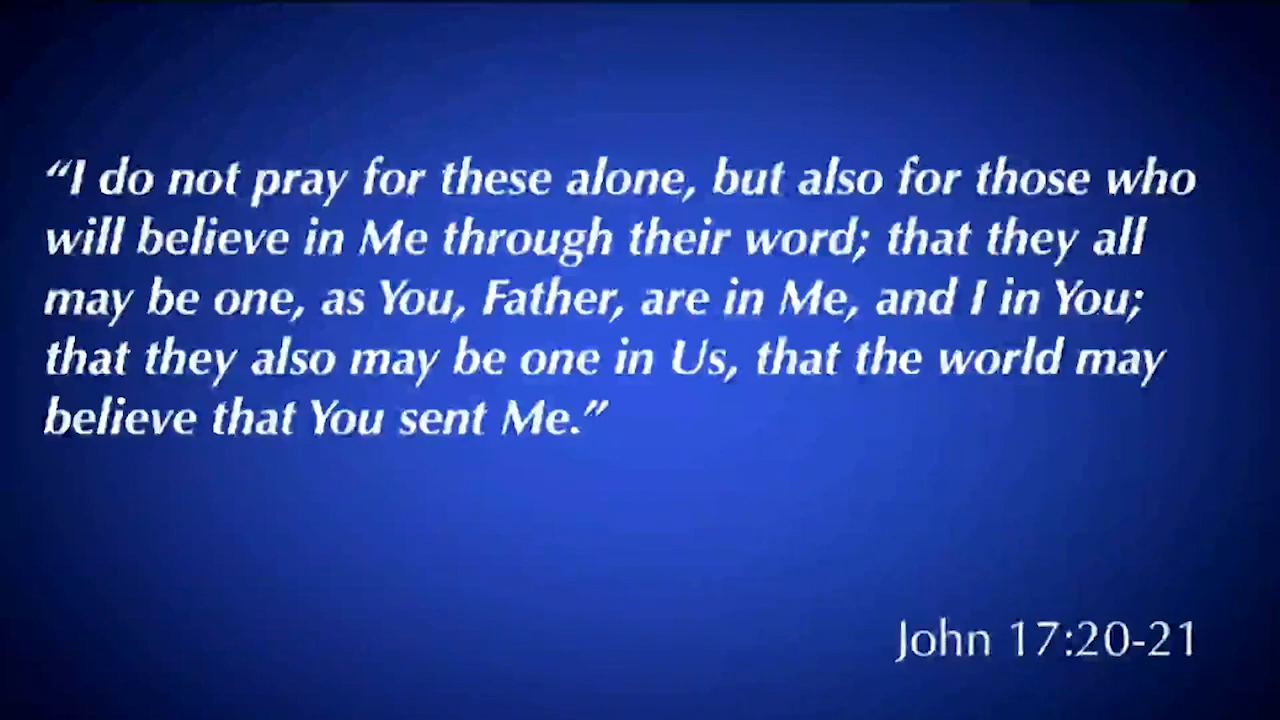 “I do not pray for these alone, but also for those who
will believe in Me through their word; that they all
may be one, as You, Father, are in Me, and I in You;
that they also may be one in Us, that the world may
believe that You sent Me.”
John 17:20-21